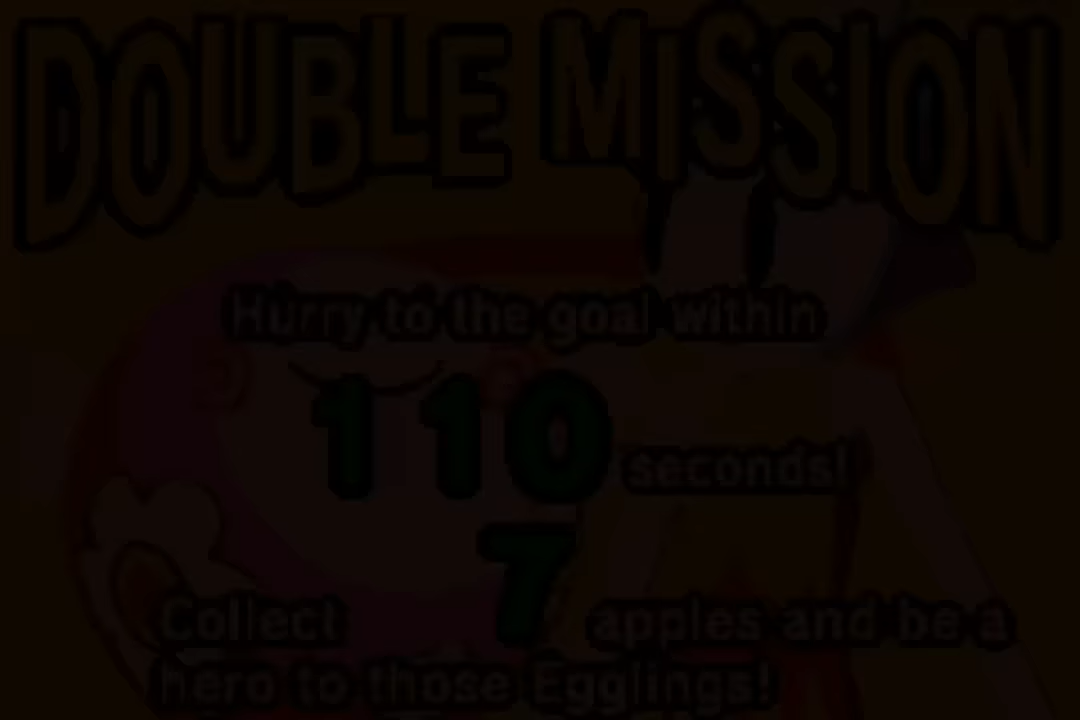 DOUBLE MISSION
Hurry to the goal within
110 seconds!
Collect 7 apples and be a
hero to those Egglings!